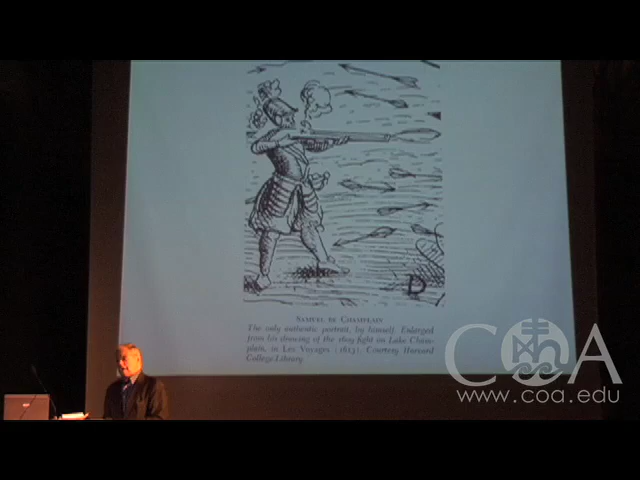 D
SAMUEL DE CHAMPLAIN
The only authentic portrait, by himself. Enlarged
from his drawing of the 1609 fight on Lake Cham-
plain, in Les Voyages (1613). Courtesy Harvard
College Library
COA
www.coa.edu